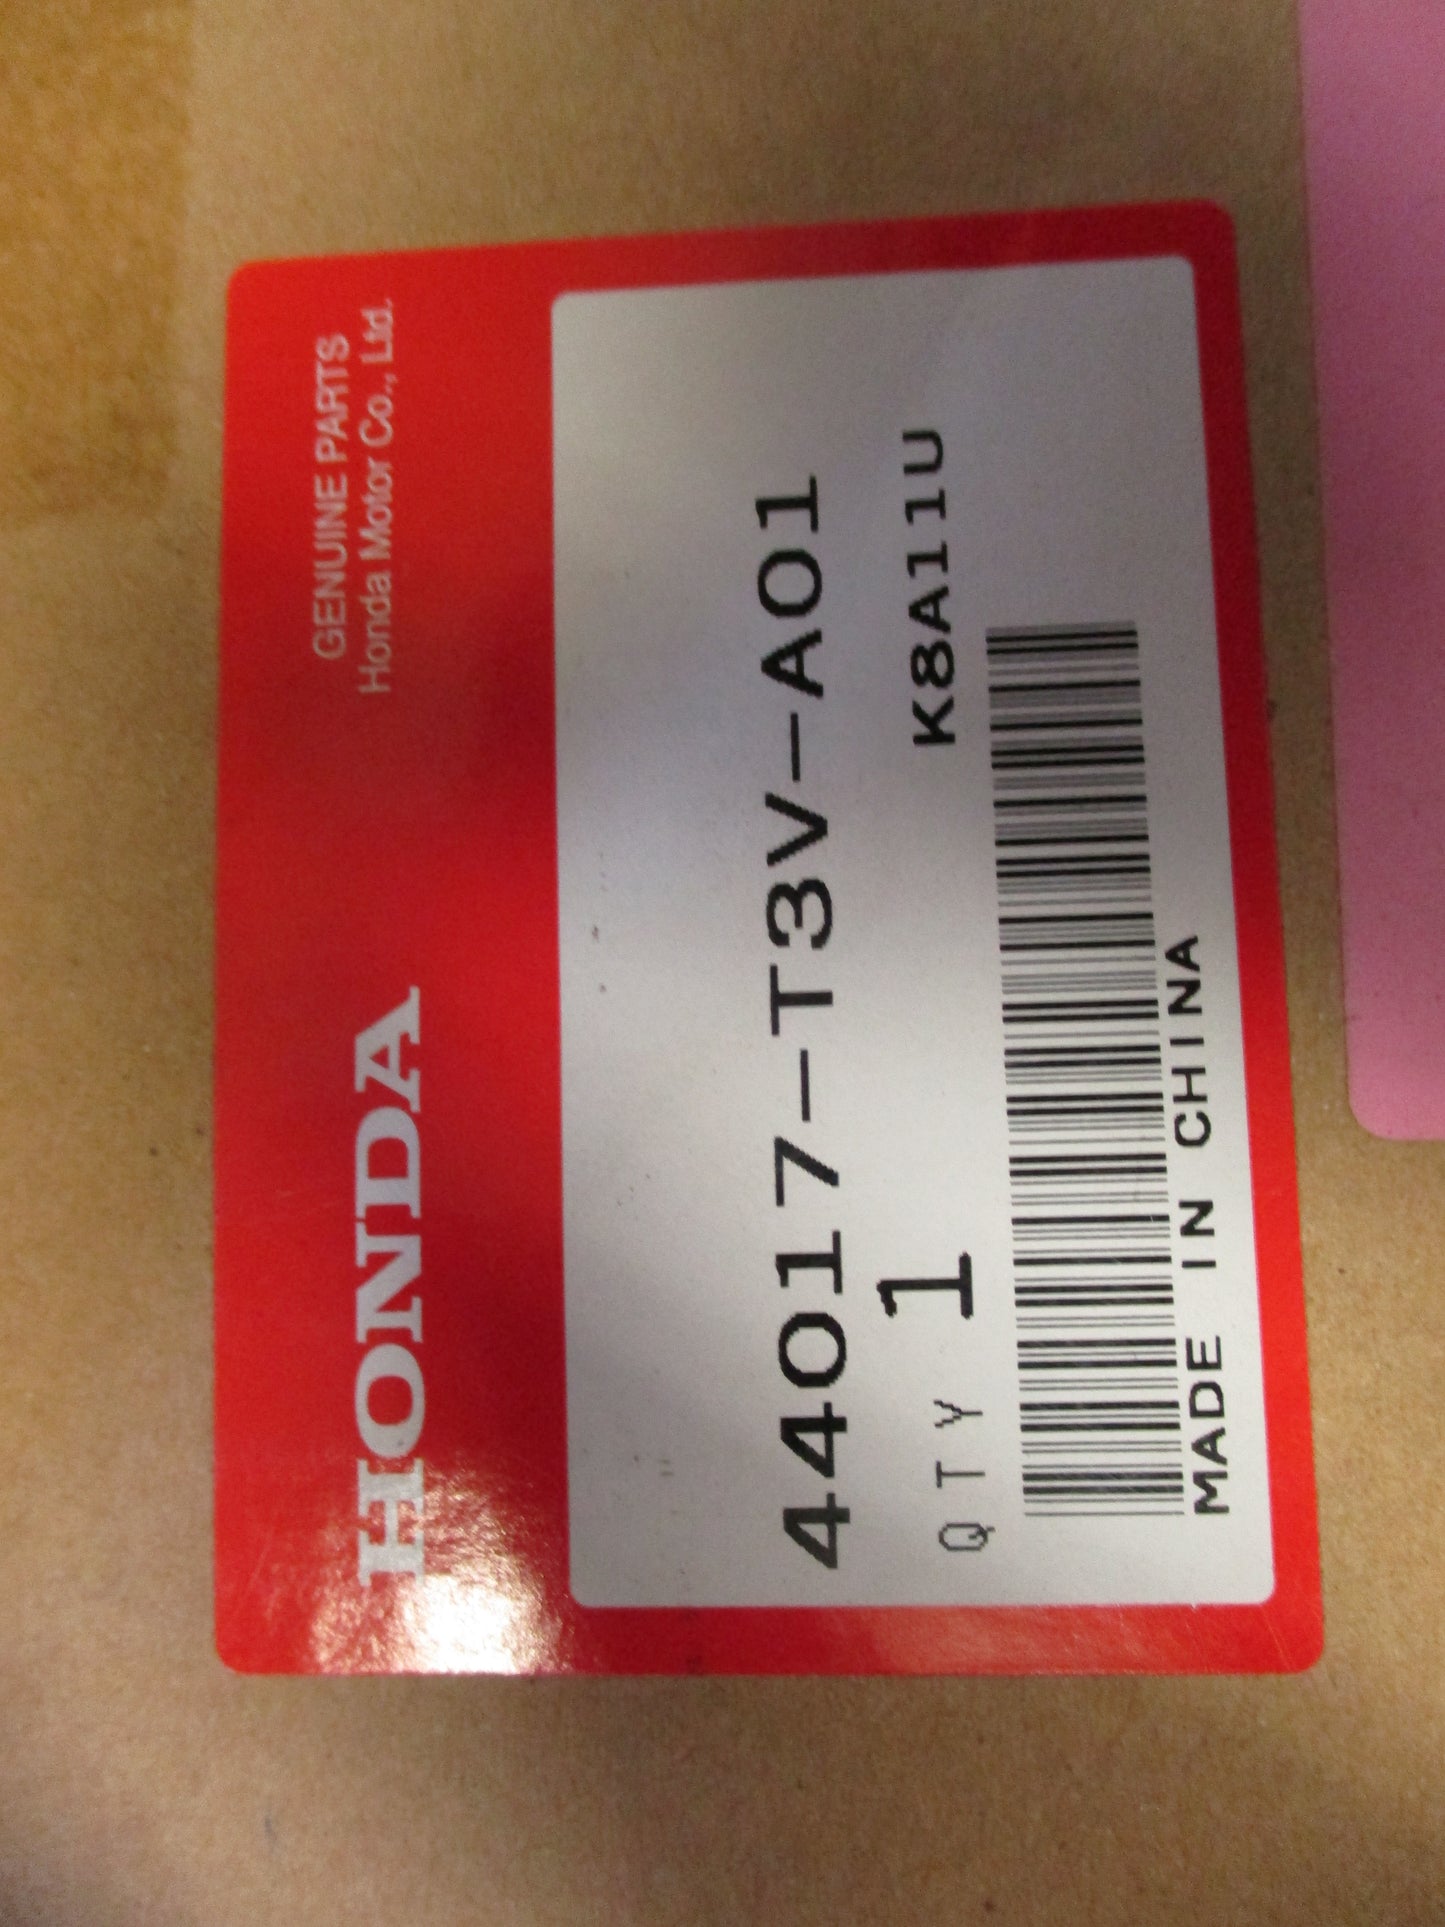 HONDA
GENUINE PARTS
Honda Motor Co., Ltd.
44017-T3V-A01
QTY 1
K8A11U
MADE IN CHINA